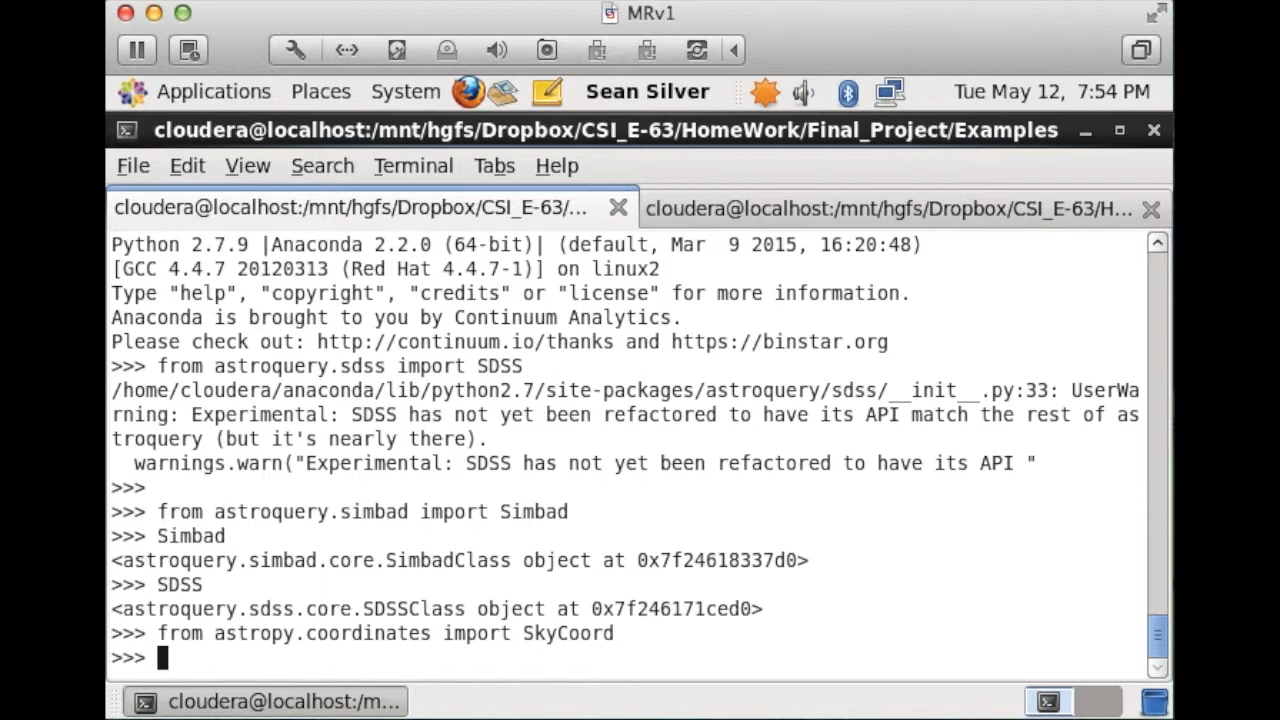 MRv1
Applications Places System Sean Silver Tue May 12, 7:54 PM
cloudera@localhost:/mnt/hgfs/Dropbox/CSI_E-63/HomeWork/Final_Project/Examples
File Edit View Search Terminal Tabs Help
cloudera@localhost:/mnt/hgfs/Dropbox/CSI_E-63/... cloudera@localhost:/mnt/hgfs/Dropbox/CSI_E-63/H...
Python 2.7.9 |Anaconda 2.2.0 (64-bit)| (default, Mar  9 2015, 16:20:48)
[GCC 4.4.7 20120313 (Red Hat 4.4.7-1)] on linux2
Type "help", "copyright", "credits" or "license" for more information.
Anaconda is brought to you by Continuum Analytics.
Please check out: http://continuum.io/thanks and https://binstar.org
>>> from astroquery.sdss import SDSS
/home/cloudera/anaconda/lib/python2.7/site-packages/astroquery/sdss/__init__.py:33: UserWa
rning: Experimental: SDSS has not yet been refactored to have its API match the rest of as
troquery (but it's nearly there).
  warnings.warn("Experimental: SDSS has not yet been refactored to have its API "
>>>
>>> from astroquery.simbad import Simbad
>>> Simbad
<astroquery.simbad.core.SimbadClass object at 0x7f24618337d0>
>>> SDSS
<astroquery.sdss.core.SDSSClass object at 0x7f246171ced0>
>>> from astropy.coordinates import SkyCoord
>>>
cloudera@localhost:/m...